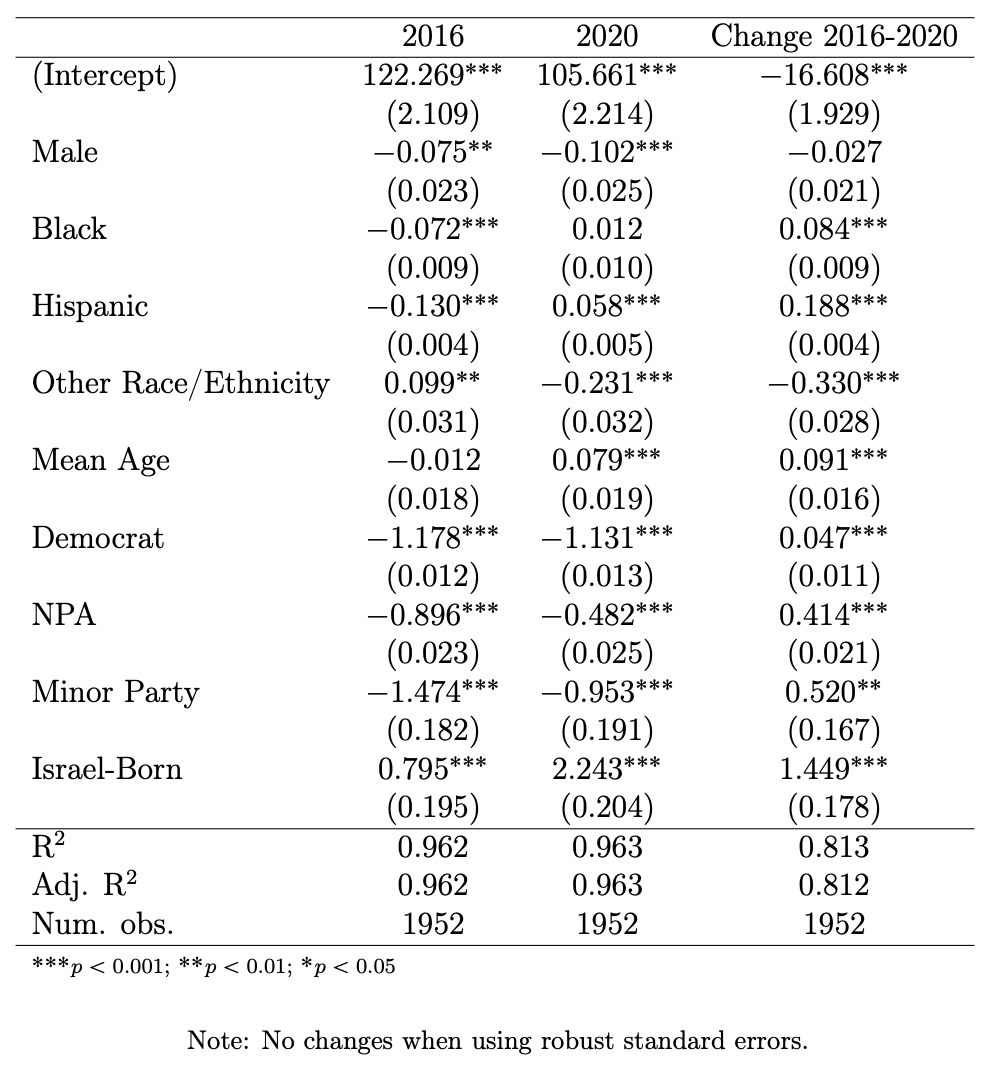 2016 2020 Change 2016-2020
(Intercept) 122.269*** 105.661*** −16.608***
(2.109) (2.214) (1.929)
Male −0.075** −0.102*** −0.027
(0.023) (0.025) (0.021)
Black −0.072*** 0.012 0.084***
(0.009) (0.010) (0.009)
Hispanic −0.130*** 0.058*** 0.188***
(0.004) (0.005) (0.004)
Other Race/Ethnicity 0.099** −0.231*** −0.330***
(0.031) (0.032) (0.028)
Mean Age −0.012 0.079*** 0.091***
(0.018) (0.019) (0.016)
Democrat −1.178*** −1.131*** 0.047***
(0.012) (0.013) (0.011)
NPA −0.896*** −0.482*** 0.414***
(0.023) (0.025) (0.021)
Minor Party −1.474*** −0.953*** 0.520**
(0.182) (0.191) (0.167)
Israel-Born 0.795*** 2.243*** 1.449***
(0.195) (0.204) (0.178)
R² 0.962 0.963 0.813
Adj. R² 0.962 0.963 0.812
Num. obs. 1952 1952 1952
***p < 0.001; **p < 0.01; *p < 0.05
Note: No changes when using robust standard errors.